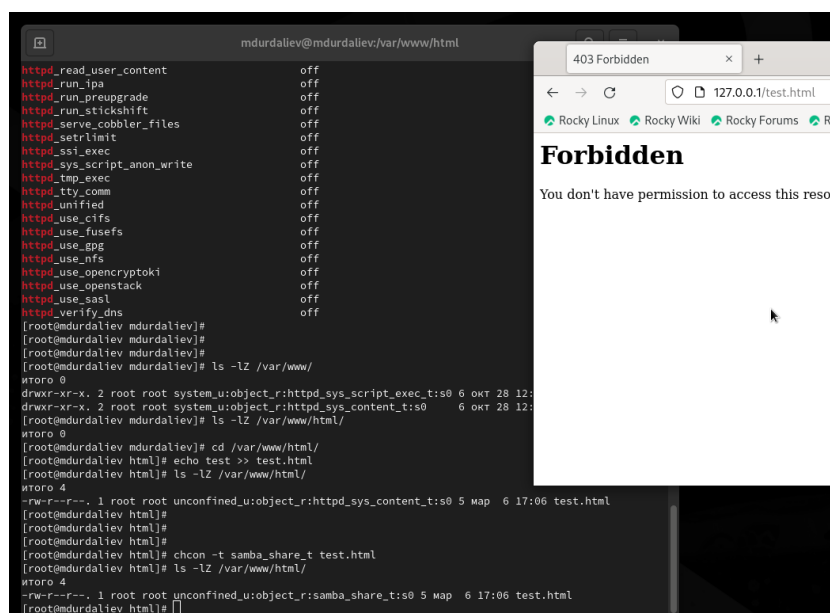 mdurdaliev@mdurdaliev:/var/www/html
httpd_read_user_content off
httpd_run_ipa off
httpd_run_preupgrade off
httpd_run_stickshift off
httpd_serve_cobbler_files off
httpd_setrlimit off
httpd_ssi_exec off
httpd_sys_script_anon_write off
httpd_tmp_exec off
httpd_tty_comm off
httpd_unified off
httpd_use_cifs off
httpd_use_fusefs off
httpd_use_gpg off
httpd_use_nfs off
httpd_use_opencryptoki off
httpd_use_openstack off
httpd_use_sasl off
httpd_verify_dns off
[root@mdurdaliev mdurdaliev]#
[root@mdurdaliev mdurdaliev]#
[root@mdurdaliev mdurdaliev]#
[root@mdurdaliev mdurdaliev]# ls -lZ /var/www/
итого 0
drwxr-xr-x. 2 root root system_u:object_r:httpd_sys_script_exec_t:s0 6 окт 28 12:
drwxr-xr-x. 2 root root system_u:object_r:httpd_sys_content_t:s0 6 окт 28 12:
[root@mdurdaliev mdurdaliev]# ls -lZ /var/www/html/
итого 0
[root@mdurdaliev mdurdaliev]# cd /var/www/html/
[root@mdurdaliev html]# echo test >> test.html
[root@mdurdaliev html]# ls -lZ /var/www/html/
итого 4
-rw-r--r--. 1 root root unconfined_u:object_r:httpd_sys_content_t:s0 5 мар 6 17:06 test.html
[root@mdurdaliev html]#
[root@mdurdaliev html]#
[root@mdurdaliev html]#
[root@mdurdaliev html]# chcon -t samba_share_t test.html
[root@mdurdaliev html]# ls -lZ /var/www/html/
итого 4
-rw-r--r--. 1 root root unconfined_u:object_r:samba_share_t:s0 5 мар 6 17:06 test.html
[root@mdurdaliev html]#
403 Forbidden
127.0.0.1/test.html
Rocky Linux Rocky Wiki Rocky Forums R
Forbidden
You don't have permission to access this reso